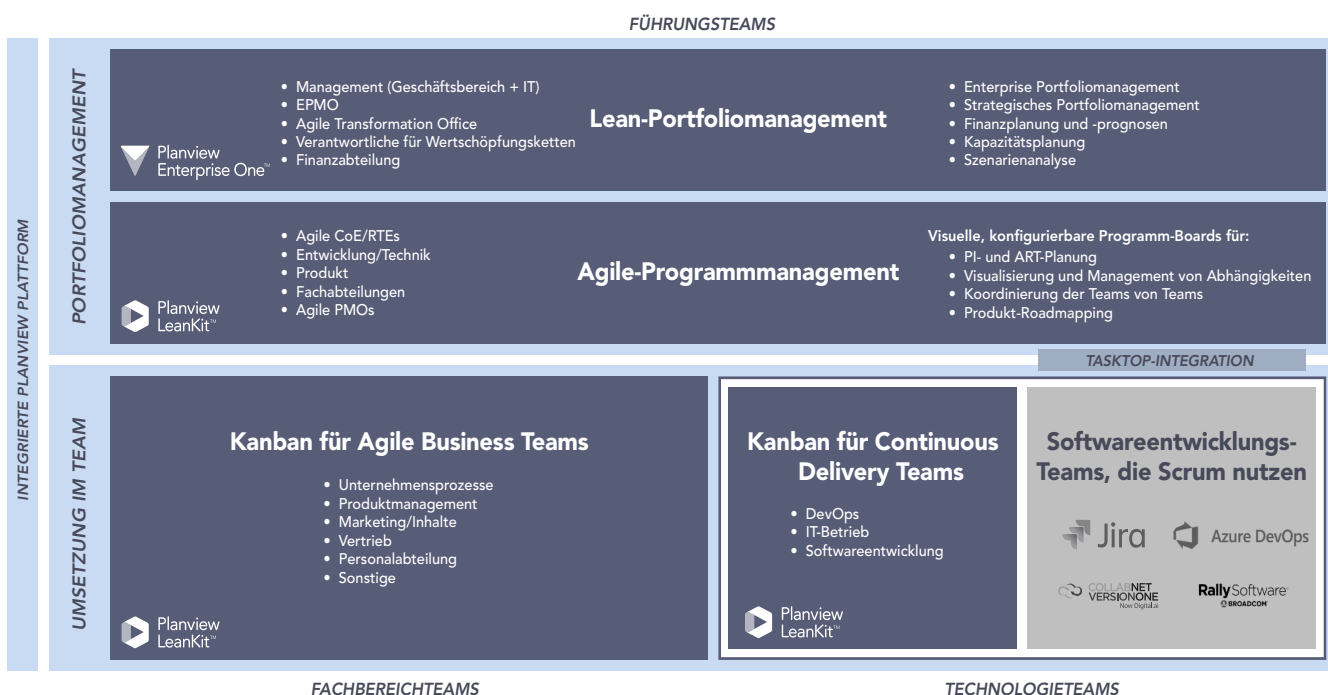 FÜHRUNGSTEAMS
INTEGRIERTE PLANVIEW PLATTFORM
PORTFOLIOMANAGEMENT
• Management (Geschäftsbereich + IT)
• EPMO
• Agile Transformation Office
• Verantwortliche für Wertschöpfungsketten
• Finanzabteilung
Planview
Enterprise One™
Lean-Portfoliomanagement
• Enterprise Portfoliomanagement
• Strategisches Portfoliomanagement
• Finanzplanung und -prognosen
• Kapazitätsplanung
• Szenarienanalyse
• Agile CoE/RTEs
• Entwicklung/Technik
• Produkt
• Fachabteilungen
• Agile PMOs
Planview
LeanKit™
Agile-Programmmanagement
Visuelle, konfigurierbare Programm-Boards für:
• PI- und ART-Planung
• Visualisierung und Management von Abhängigkeiten
• Koordinierung der Teams von Teams
• Produkt-Roadmapping
TASKTOP-INTEGRATION
UMSETZUNG IM TEAM
Kanban für Agile Business Teams
• Unternehmensprozesse
• Produktmanagement
• Marketing/Inhalte
• Vertrieb
• Personalabteilung
• Sonstige
Planview
LeanKit™
Kanban für Continuous
Delivery Teams
• DevOps
• IT-Betrieb
• Softwareentwicklung
Planview
LeanKit™
Softwareentwicklungs-
Teams, die Scrum nutzen
Jira
Azure DevOps
COLLABNET
VERSIONONE
Now Digital.ai
Rally Software
BROADCOM
FACHBEREICHTEAMS
TECHNOLOGIETEAMS